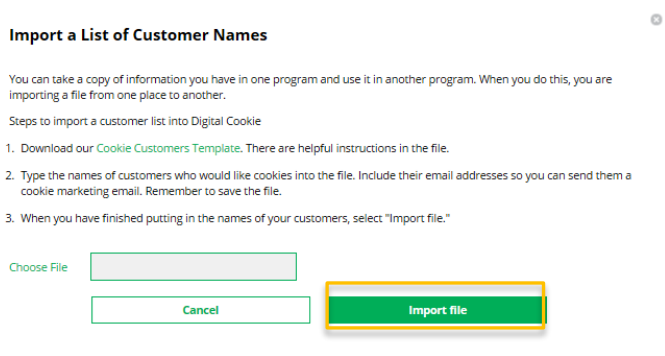 Import a List of Customer Names
You can take a copy of information you have in one program and use it in another program. When you do this, you are
importing a file from one place to another.
Steps to import a customer list into Digital Cookie
1. Download our Cookie Customers Template. There are helpful instructions in the file.
2. Type the names of customers who would like cookies into the file. Include their email addresses so you can send them a
cookie marketing email. Remember to save the file.
3. When you have finished putting in the names of your customers, select "Import file."
Choose File
Cancel
Import file